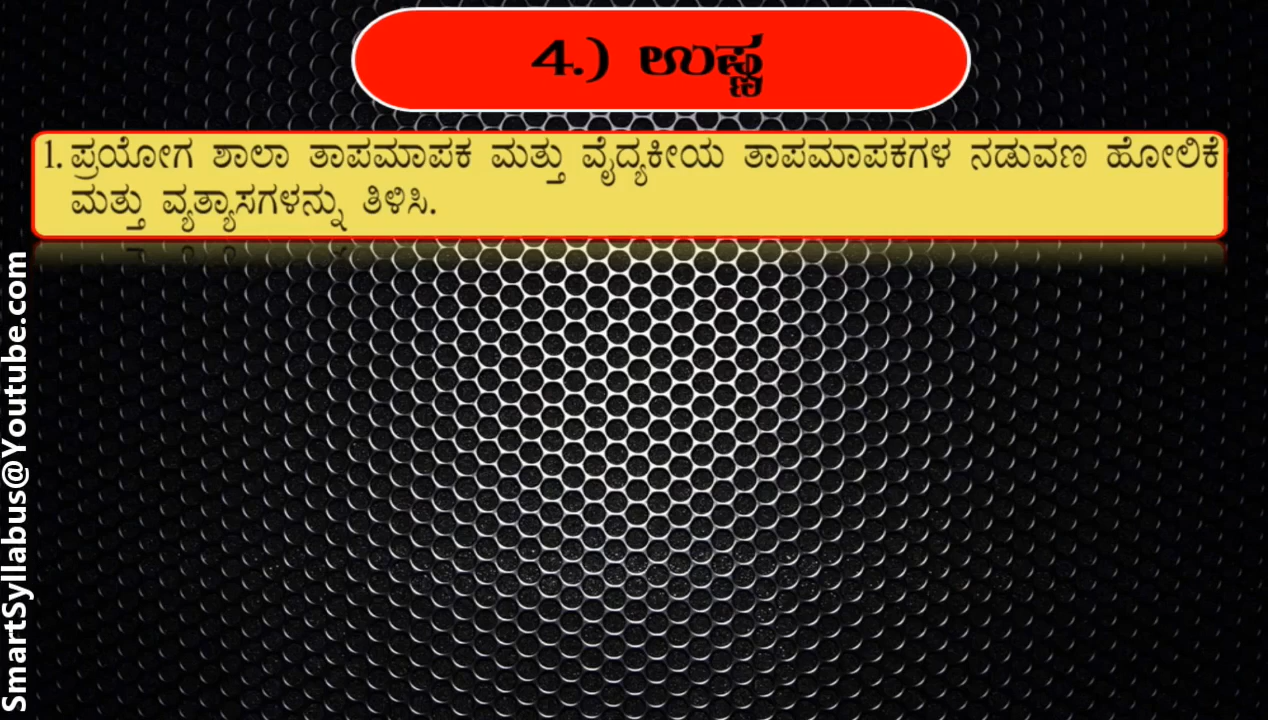 4.) ಉಷ್ಣ
1. ಪ್ರಯೋಗ ಶಾಲಾ ತಾಪಮಾಪಕ ಮತ್ತು ವೈದ್ಯಕೀಯ ತಾಪಮಾಪಕಗಳ ನಡುವಣ ಹೋಲಿಕೆ
ಮತ್ತು ವ್ಯತ್ಯಾಸಗಳನ್ನು ತಿಳಿಸಿ.
SmartSyllabus@Youtube.com